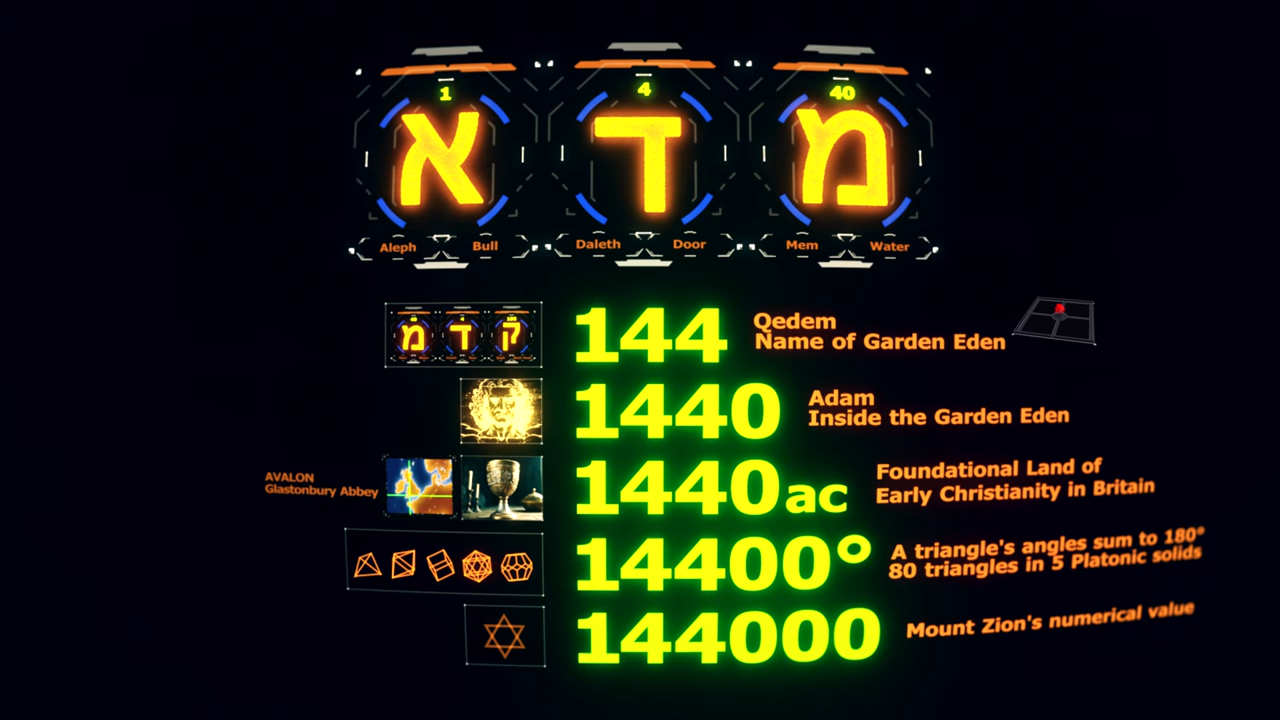 1 4 40
א ד מ
Aleph Bull Daleth Door Mem Water
מ ד ק
144 Qedem
Name of Garden Eden
1440 Adam
Inside the Garden Eden
AVALON
Glastonbury Abbey
1440ac Foundational Land of
Early Christianity in Britain
14400° A triangle's angles sum to 180°
80 triangles in 5 Platonic solids
144000 Mount Zion's numerical value